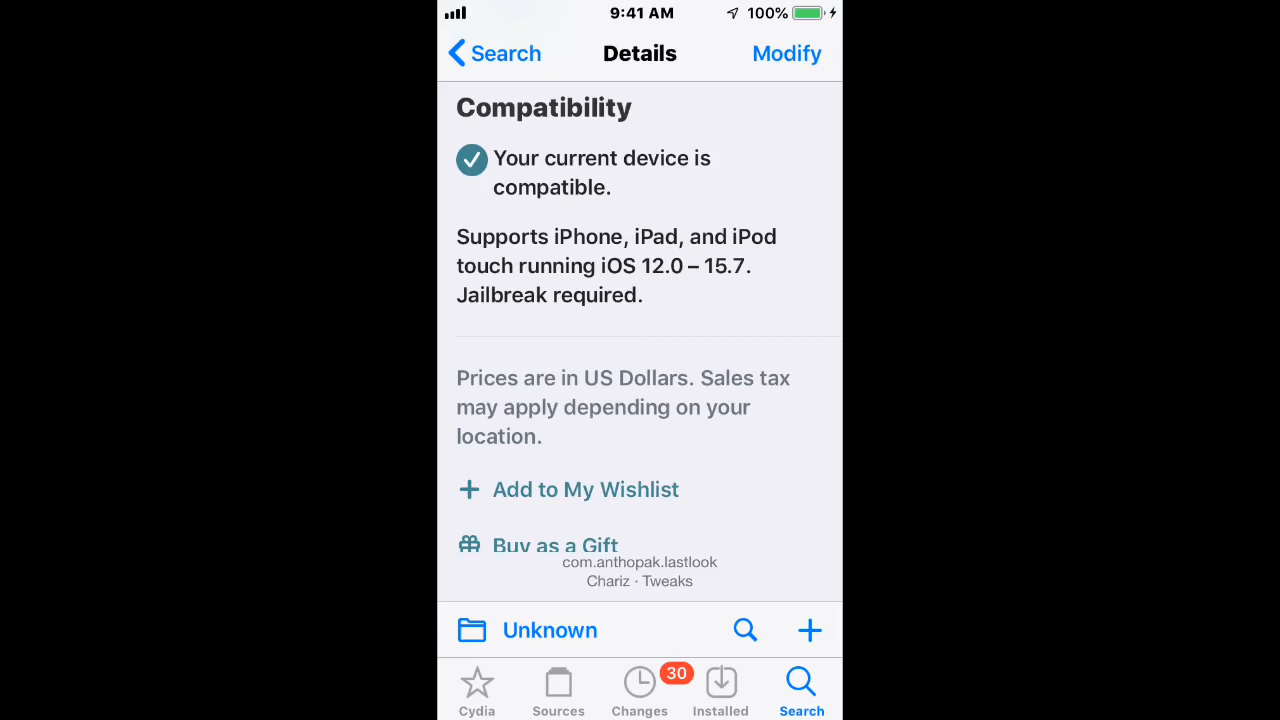 9:41 AM 100%
Search Details Modify
Compatibility
Your current device is
compatible.
Supports iPhone, iPad, and iPod
touch running iOS 12.0 – 15.7.
Jailbreak required.
Prices are in US Dollars. Sales tax
may apply depending on your
location.
Add to My Wishlist
Buy as a Gift
com.anthopak.lastlook
Chariz · Tweaks
Unknown
30
Cydia Sources Changes Installed Search